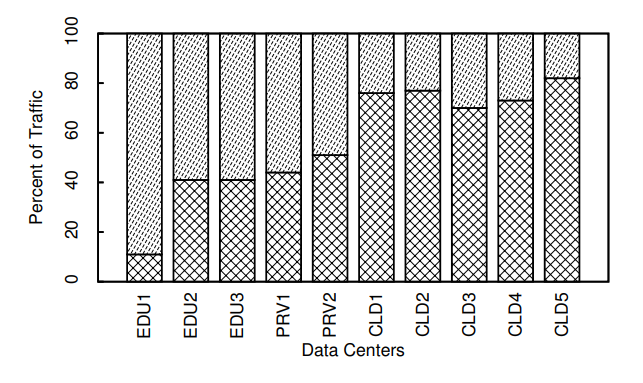 Percent of Traffic
100
80
60
40
20
0
EDU1 EDU2 EDU3 PRV1 PRV2 CLD1 CLD2 CLD3 CLD4 CLD5
Data Centers